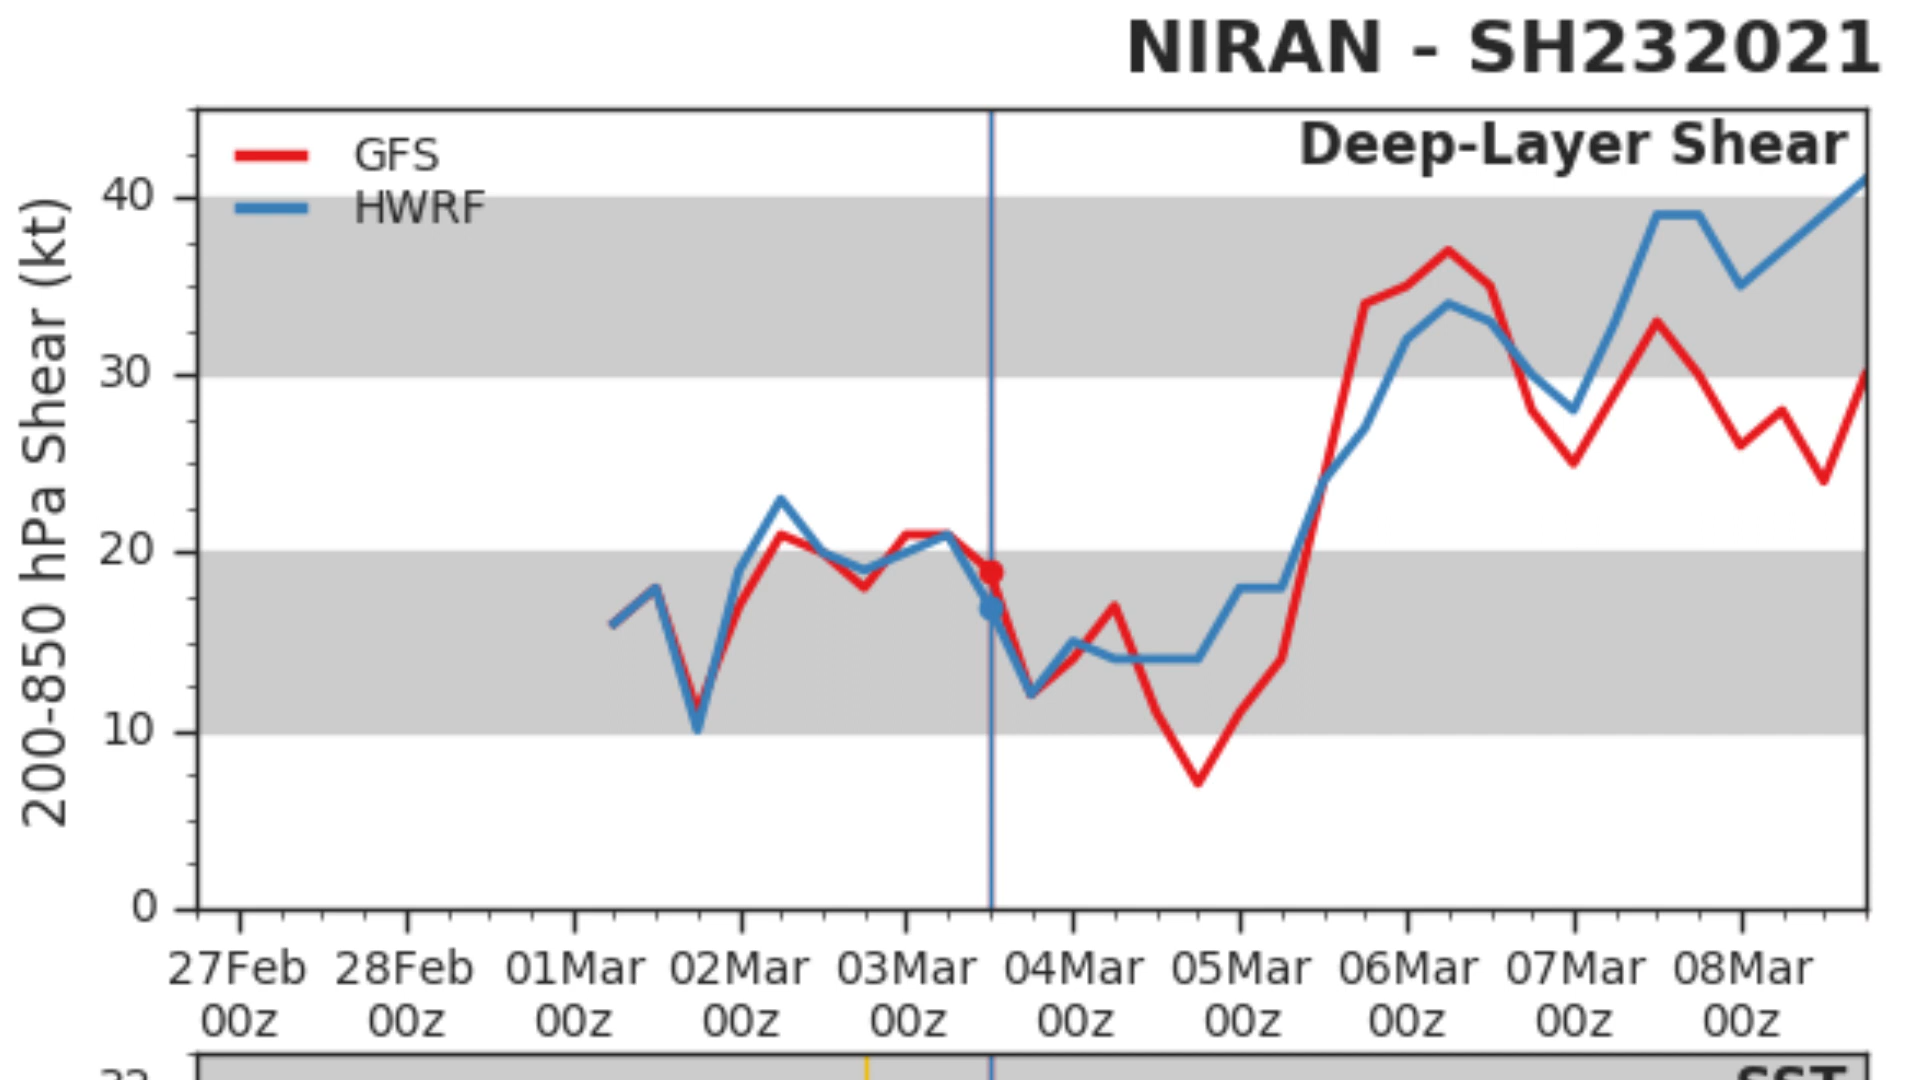 NIRAN - SH232021
Deep-Layer Shear
GFS
HWRF
200-850 hPa Shear (kt)
40
30
20
10
0
27Feb 28Feb 01Mar 02Mar 03Mar 04Mar 05Mar 06Mar 07Mar 08Mar
00z 00z 00z 00z 00z 00z 00z 00z 00z 00z
32
SST